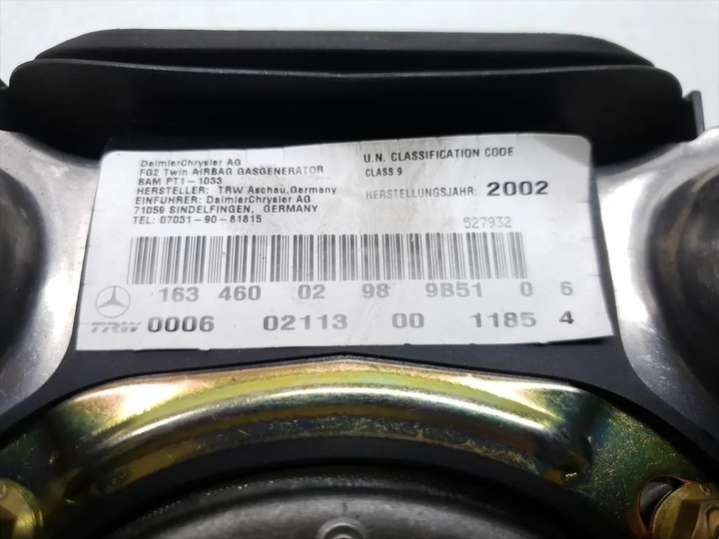 DaimlerChrysler AG
FG2 Twin AIRBAG GASGENERATOR
BAM PT1-1033
HERSTELLER: TRW Aschau, Germany
EINFUHRER: DaimlerChrysler AG
71059 SINDELFINGEN, GERMANY
TEL: 07031-90-81815
U.N. CLASSIFICATION CODE
CLASS 9
HERSTELLUNGSJAHR: 2002
527932
163 460 02 98 9B51 0 6
TRW 0006 02113 00 1185 4